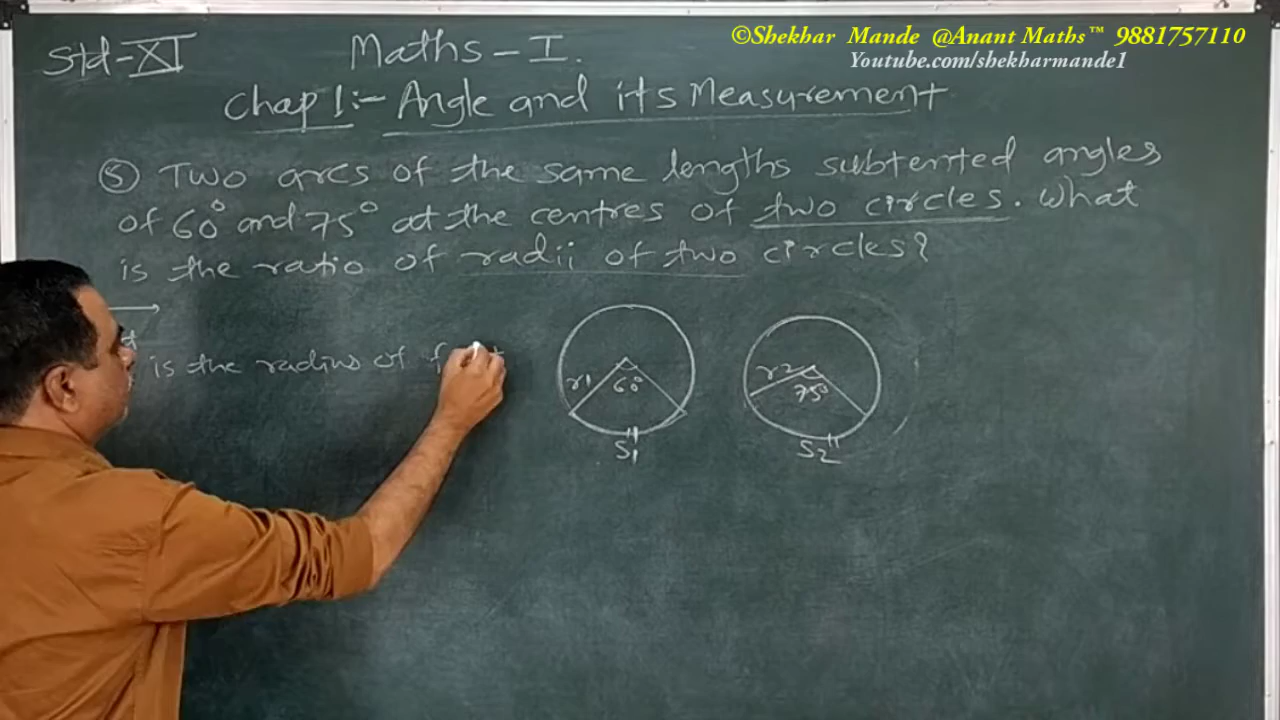 ©Shekhar Mande @Anant Maths™ 9881757110
Youtube.com/shekharmande1
Std-XI Maths-I.
Chap 1:- Angle and its Measurement
⑤ Two arcs of the same lengths subtented angles
of 60° and 75° at the centres of two circles. What
is the ratio of radii of two circles?
is the radius of
r1 60° r2 75°
S1 S2